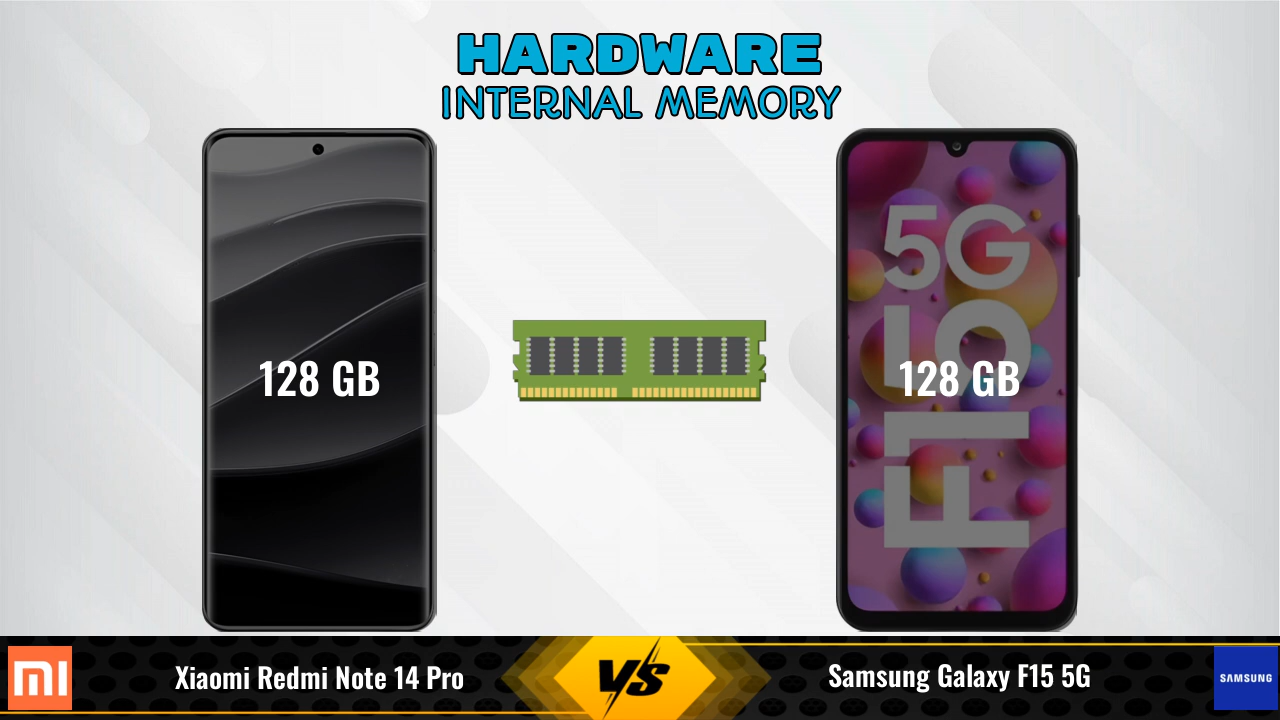 HARDWARE
INTERNAL MEMORY
5G
F15
128 GB
128 GB
mi
Xiaomi Redmi Note 14 Pro
VS
Samsung Galaxy F15 5G
SAMSUNG